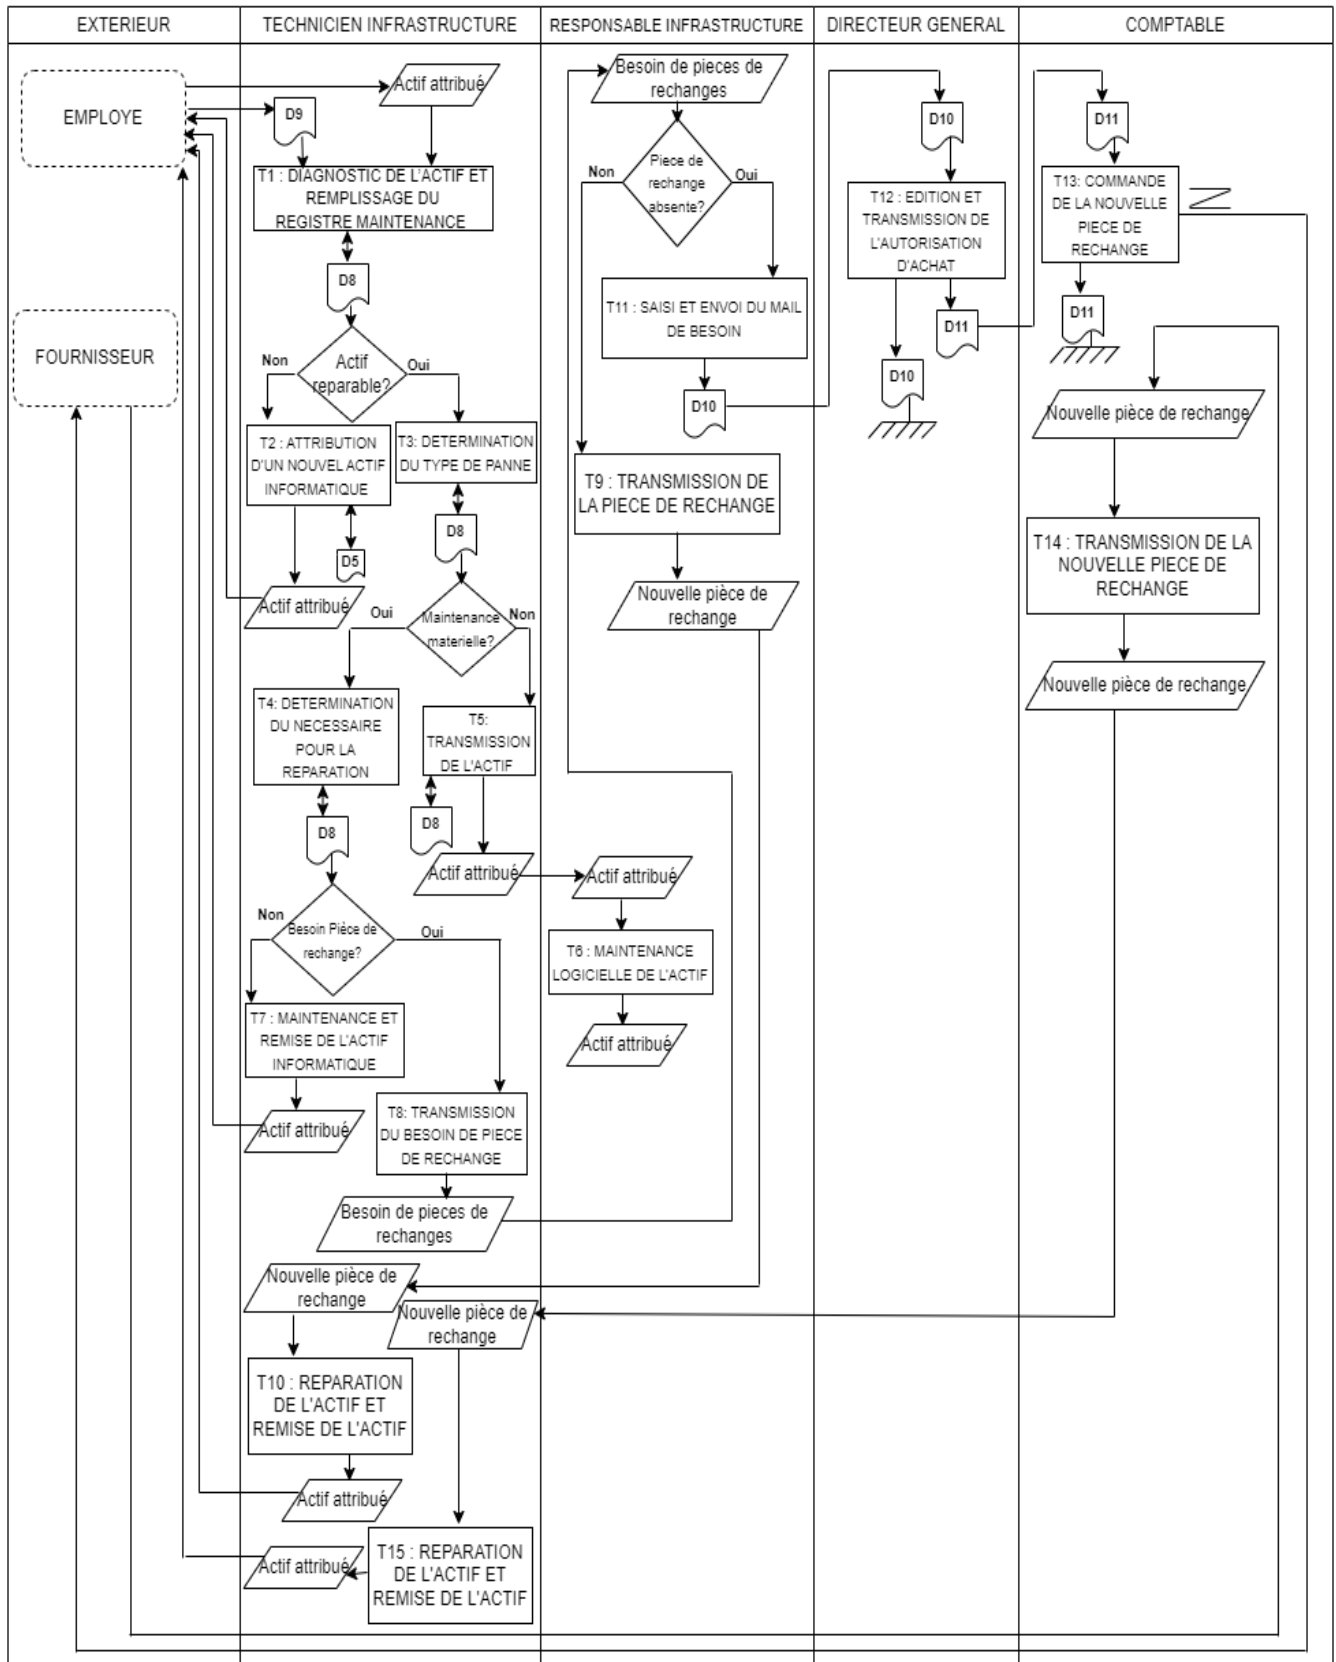 EXTERIEUR
TECHNICIEN INFRASTRUCTURE
RESPONSABLE INFRASTRUCTURE
DIRECTEUR GENERAL
COMPTABLE
EMPLOYE
FOURNISSEUR
Actif attribué
D9
T1 : DIAGNOSTIC DE L'ACTIF ET
REMPLISSAGE DU
REGISTRE MAINTENANCE
D8
Actif
reparable?
Non
Oui
T2 : ATTRIBUTION
D'UN NOUVEL ACTIF
INFORMATIQUE
T3: DETERMINATION
DU TYPE DE PANNE
D8
D5
Actif attribué
Oui
Maintenance
materielle?
Non
T4: DETERMINATION
DU NECESSAIRE
POUR LA
REPARATION
T5:
TRANSMISSION
DE L'ACTIF
D8
D8
Actif attribué
Non
Besoin Pièce de
rechange?
Oui
T7 : MAINTENANCE ET
REMISE DE L'ACTIF
INFORMATIQUE
Actif attribué
T8: TRANSMISSION
DU BESOIN DE PIECE
DE RECHANGE
Besoin de pieces de
rechanges
Nouvelle pièce de
rechange
Nouvelle pièce de
rechange
T10 : REPARATION
DE L'ACTIF ET
REMISE DE L'ACTIF
Actif attribué
Actif attribué
T15 : REPARATION
DE L'ACTIF ET
REMISE DE L'ACTIF
Besoin de pieces de
rechanges
Non
Piece de
rechange
absente?
Oui
T11 : SAISI ET ENVOI DU MAIL
DE BESOIN
D10
T9 : TRANSMISSION DE
LA PIECE DE RECHANGE
Nouvelle pièce de
rechange
Actif attribué
T6 : MAINTENANCE
LOGICIELLE DE L'ACTIF
Actif attribué
D10
T12 : EDITION ET
TRANSMISSION DE
L'AUTORISATION
D'ACHAT
D11
D10
D11
T13: COMMANDE
DE LA NOUVELLE
PIECE DE
RECHANGE
D11
Nouvelle pièce de rechange
T14 : TRANSMISSION DE LA
NOUVELLE PIECE DE
RECHANGE
Nouvelle pièce de rechange